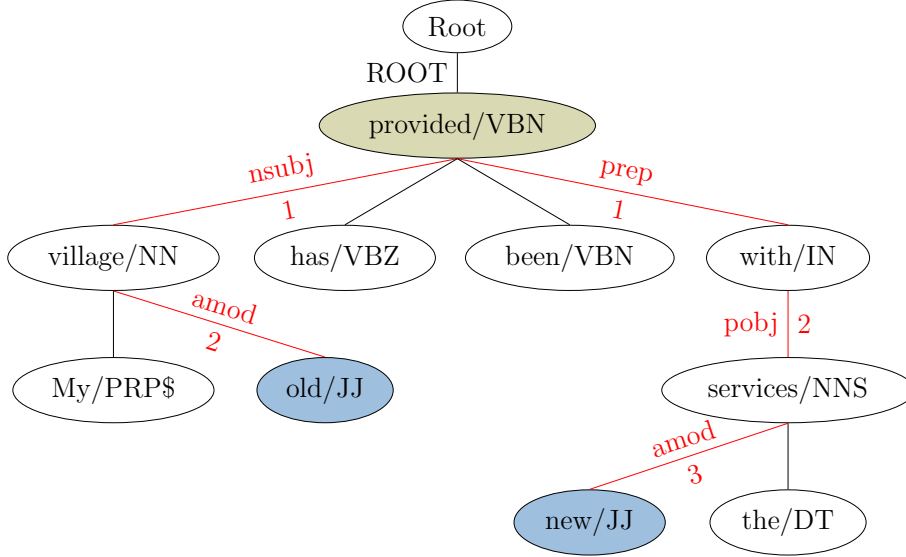 Root
ROOT
provided/VBN
nsubj prep
1 1
village/NN has/VBZ been/VBN with/IN
amod
2
pobj 2
My/PRP$ old/JJ services/NNS
amod
3
new/JJ the/DT